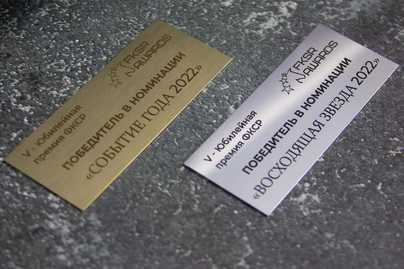 FKSR
AWARDS
V - Юбилейная
премия ФКСР
ПОБЕДИТЕЛЬ В НОМИНАЦИИ
«СОБЫТИЕ ГОДА 2022»
FKSR
AWARDS
V - Юбилейная
премия ФКСР
ПОБЕДИТЕЛЬ В НОМИНАЦИИ
«ВОСХОДЯЩАЯ ЗВЕЗДА 2022»